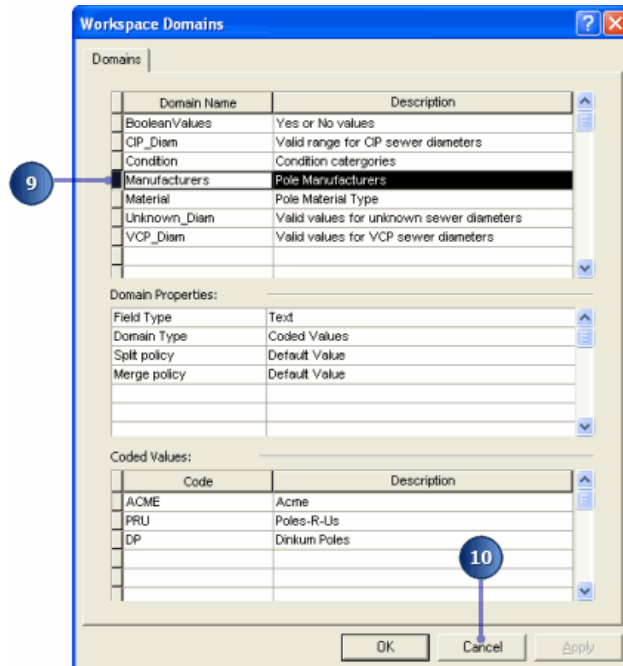 Workspace Domains
Domains
Domain Name Description
BooleanValues Yes or No values
CIP_Diam Valid range for CIP sewer diameters
Condition Condition catergories
9
Manufacturers Pole Manufacturers
Material Pole Material Type
Unknown_Diam Valid values for unknown sewer diameters
VCP_Diam Valid values for VCP sewer diameters
Domain Properties:
Field Type Text
Domain Type Coded Values
Split policy Default Value
Merge policy Default Value
Coded Values:
Code Description
ACME Acme
PRU Poles-R-Us
DP Dinkum Poles
10
OK Cancel Apply